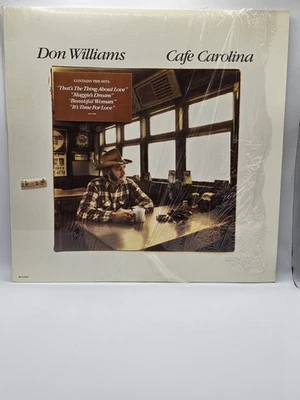 Don Williams
Cafe Carolina
CONTAINS THE HITS
"That's The Thing About Love"
"Maggie's Dream"
"Beautiful Woman"
"It's Time For Love"